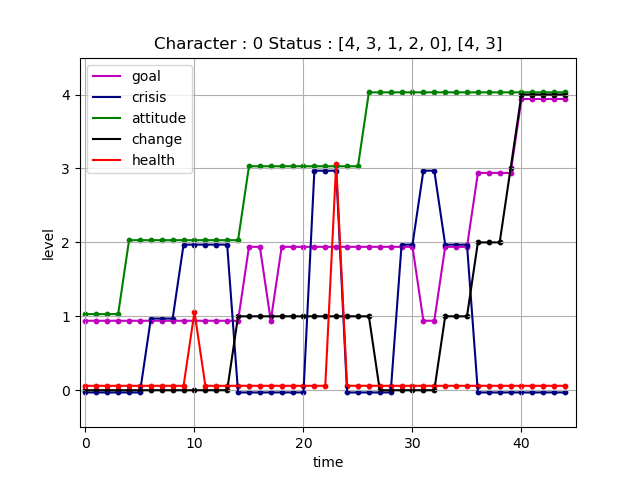 Character : 0 Status : [4, 3, 1, 2, 0], [4, 3]
goal
crisis
attitude
change
health
level
4
3
2
1
0
0 10 20 30 40
time